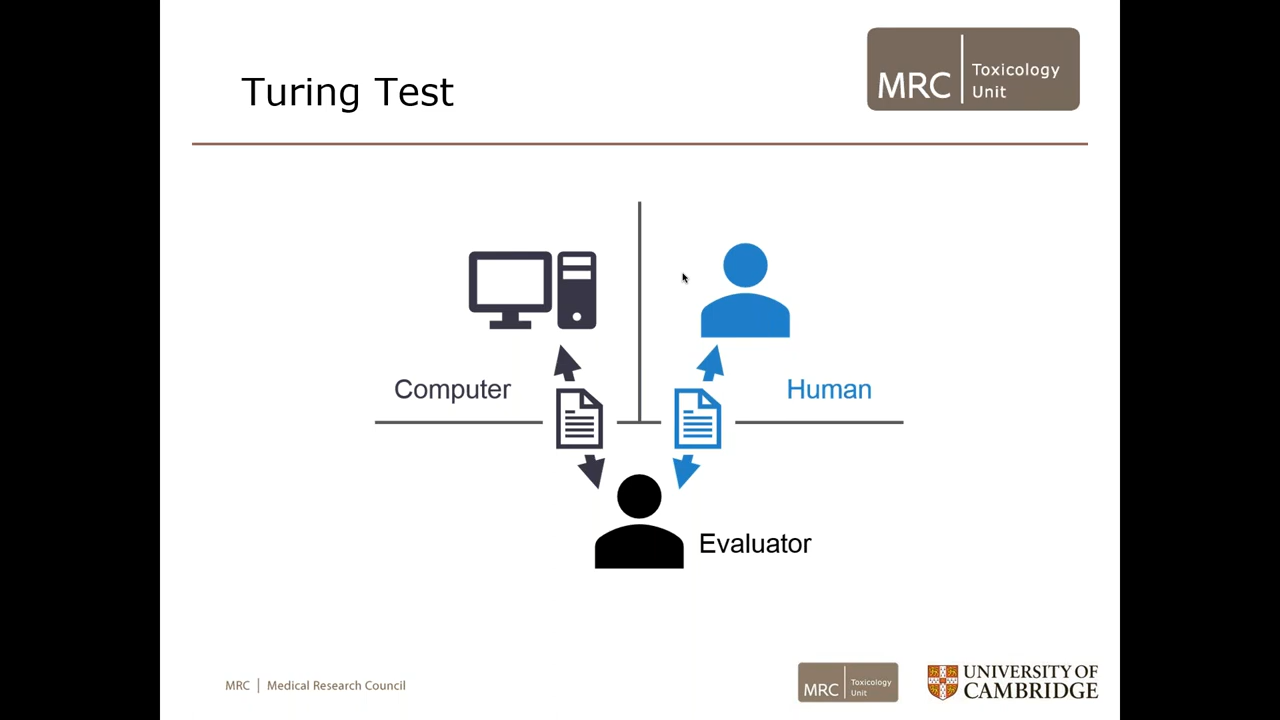 Turing Test
MRC
Toxicology
Unit
Computer
Human
Evaluator
MRC | Medical Research Council
MRC
Toxicology
Unit
UNIVERSITY OF
CAMBRIDGE